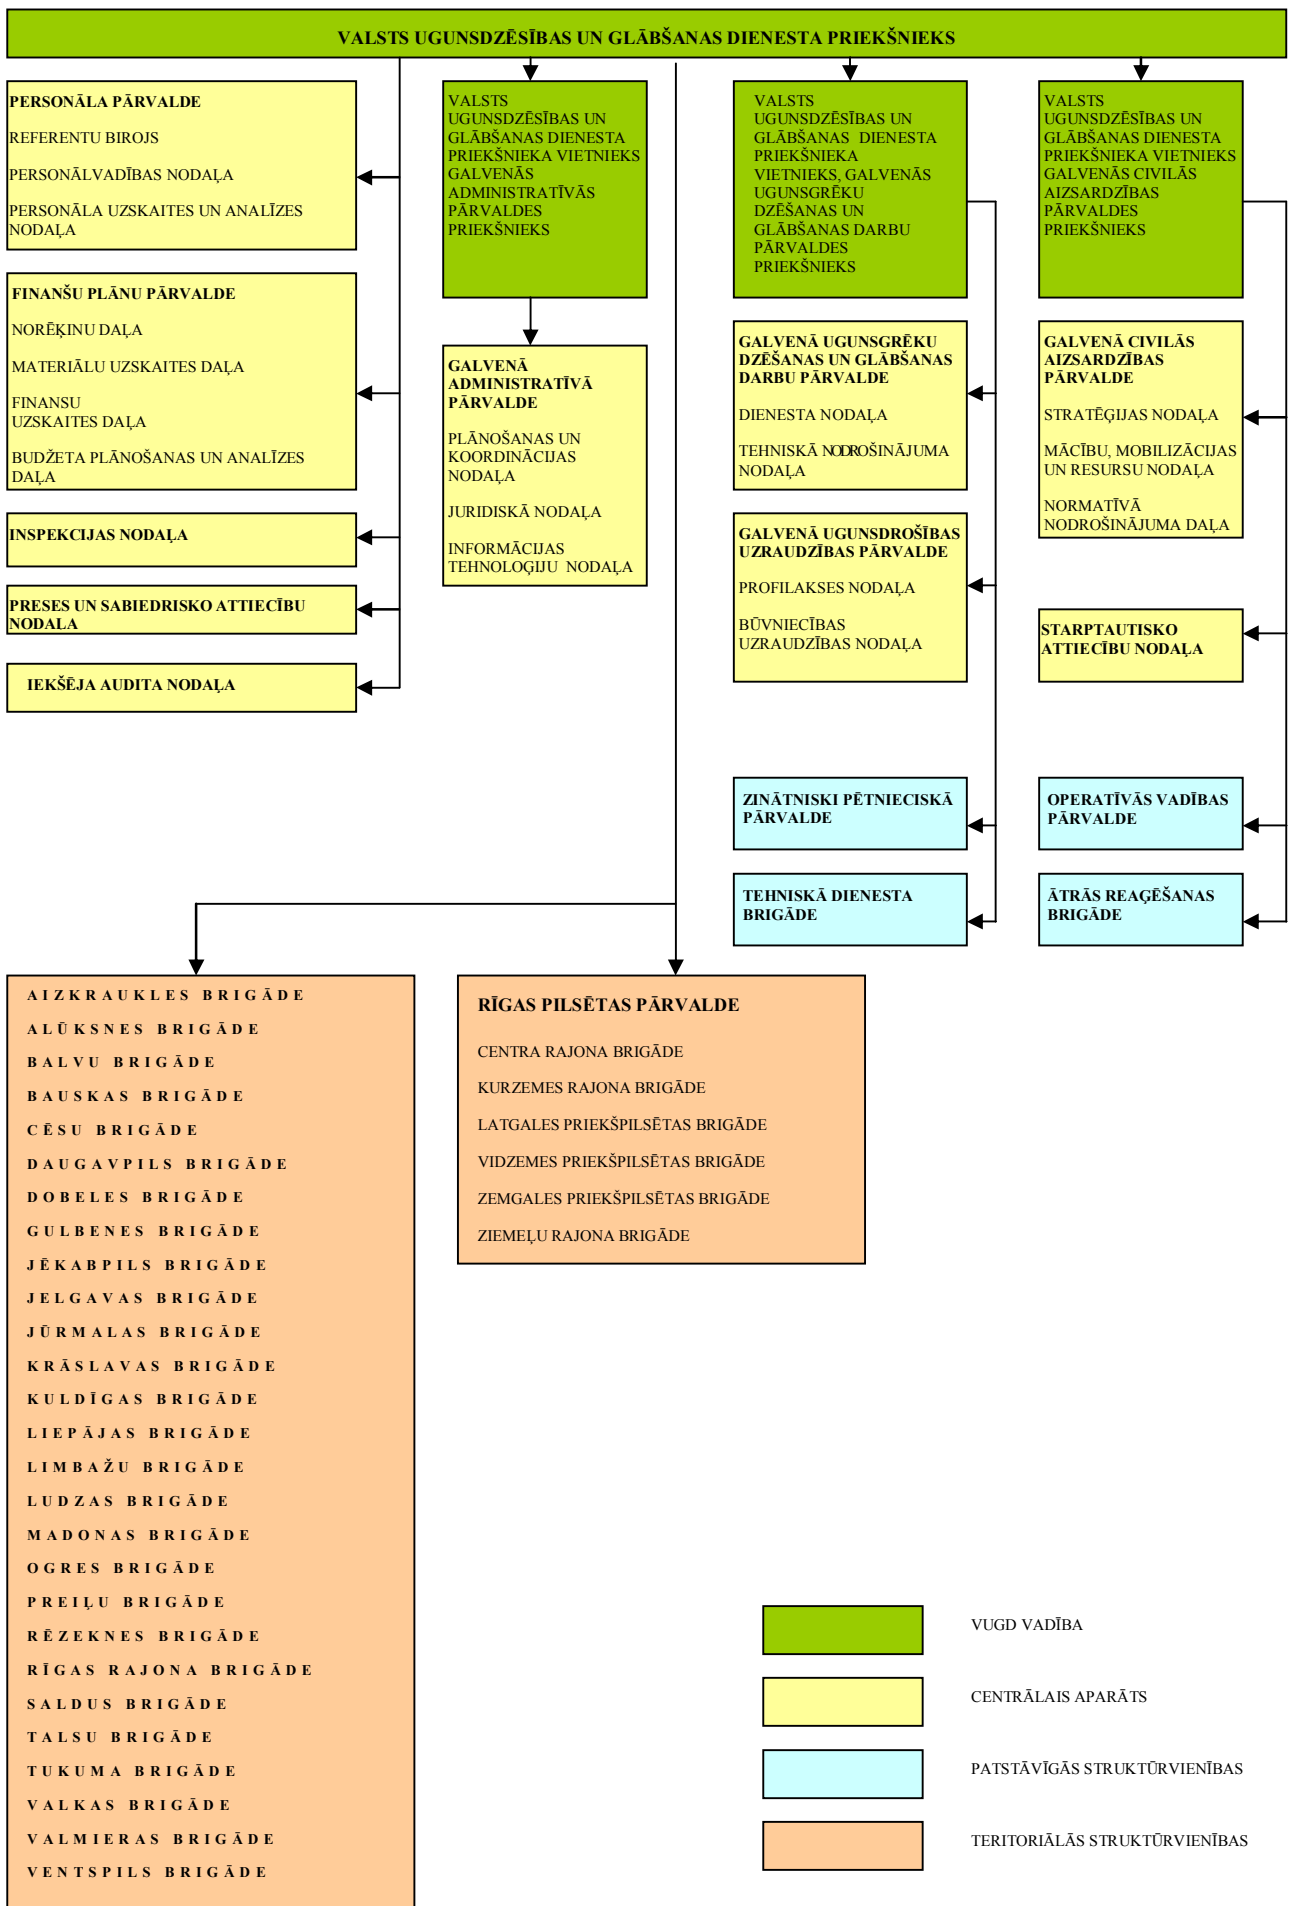 VALSTS UGUNSDZĒSĪBAS UN GLĀBŠANAS DIENESTA PRIEKŠNIEKS
PERSONĀLA PĀRVALDE
REFERENTU BIROJS
PERSONĀLVADĪBAS NODAĻA
PERSONĀLA UZSKAITES UN ANALĪZES
NODAĻA
FINANŠU PLĀNU PĀRVALDE
NORĒĶINU DAĻA
MATERIĀLU UZSKAITES DAĻA
FINANSU
UZSKAITES DAĻA
BUDŽETA PLĀNOŠANAS UN ANALĪZES
DAĻA
INSPEKCIJAS NODAĻA
PRESES UN SABIEDRISKO ATTIECĪBU
NODALA
IEKŠĒJA AUDITA NODAĻA
VALSTS
UGUNSDZĒSĪBAS UN
GLĀBŠANAS DIENESTA
PRIEKŠNIEKA VIETNIEKS
GALVENĀS
ADMINISTRATĪVĀS
PĀRVALDES
PRIEKŠNIEKS
GALVENĀ
ADMINISTRATĪVĀ
PĀRVALDE
PLĀNOŠANAS UN
KOORDINĀCIJAS
NODAĻA
JURIDISKĀ NODAĻA
INFORMĀCIJAS
TEHNOLOĢIJU NODAĻA
VALSTS
UGUNSDZĒSĪBAS UN
GLĀBŠANAS DIENESTA
PRIEKŠNIEKA
VIETNIEKS, GALVENĀS
UGUNSGRĒKU
DZĒŠANAS UN
GLĀBŠANAS DARBU
PĀRVALDES
PRIEKŠNIEKS
GALVENĀ UGUNSGRĒKU
DZĒŠANAS UN GLĀBŠANAS
DARBU PĀRVALDE
DIENESTA NODAĻA
TEHNISKĀ NODROŠINĀJUMA
NODAĻA
GALVENĀ UGUNSDROŠĪBAS
UZRAUDZĪBAS PĀRVALDE
PROFILAKSES NODAĻA
BŪVNIECĪBAS
UZRAUDZĪBAS NODAĻA
ZINĀTNISKI PĒTNIECISKĀ
PĀRVALDE
TEHNISKĀ DIENESTA
BRIGĀDE
VALSTS
UGUNSDZĒSĪBAS UN
GLĀBŠANAS DIENESTA
PRIEKŠNIEKA VIETNIEKS
GALVENĀS CIVILĀS
AIZSARDZĪBAS
PĀRVALDES
PRIEKŠNIEKS
GALVENĀ CIVILĀS
AIZSARDZĪBAS
PĀRVALDE
STRATĒĢIJAS NODAĻA
MĀCĪBU, MOBILIZĀCIJAS
UN RESURSU NODAĻA
NORMATĪVĀ
NODROŠINĀJUMA DAĻA
STARPTAUTISKO
ATTIECĪBU NODAĻA
OPERATĪVĀS VADĪBAS
PĀRVALDE
ĀTRĀS REAĢĒŠANAS
BRIGĀDE
AIZKRAUKLES BRIGĀDE
ALŪKSNES BRIGĀDE
BALVU BRIGĀDE
BAUSKAS BRIGĀDE
CĒSU BRIGĀDE
DAUGAVPILS BRIGĀDE
DOBELES BRIGĀDE
GULBENES BRIGĀDE
JĒKABPILS BRIGĀDE
JELGAVAS BRIGĀDE
JŪRMALAS BRIGĀDE
KRĀSLAVAS BRIGĀDE
KULDĪGAS BRIGĀDE
LIEPĀJAS BRIGĀDE
LIMBAŽU BRIGĀDE
LUDZAS BRIGĀDE
MADONAS BRIGĀDE
OGRES BRIGĀDE
PREIĻU BRIGĀDE
RĒZEKNES BRIGĀDE
RĪGAS RAJONA BRIGĀDE
SALDUS BRIGĀDE
TALSU BRIGĀDE
TUKUMA BRIGĀDE
VALKAS BRIGĀDE
VALMIERAS BRIGĀDE
VENTSPILS BRIGĀDE
RĪGAS PILSĒTAS PĀRVALDE
CENTRA RAJONA BRIGĀDE
KURZEMES RAJONA BRIGĀDE
LATGALES PRIEKŠPILSĒTAS BRIGĀDE
VIDZEMES PRIEKŠPILSĒTAS BRIGĀDE
ZEMGALES PRIEKŠPILSĒTAS BRIGĀDE
ZIEMEĻU RAJONA BRIGĀDE
VUGD VADĪBA
CENTRĀLAIS APARĀTS
PATSTĀVĪGĀS STRUKTŪRVIENĪBAS
TERITORIĀLĀS STRUKTŪRVIENĪBAS